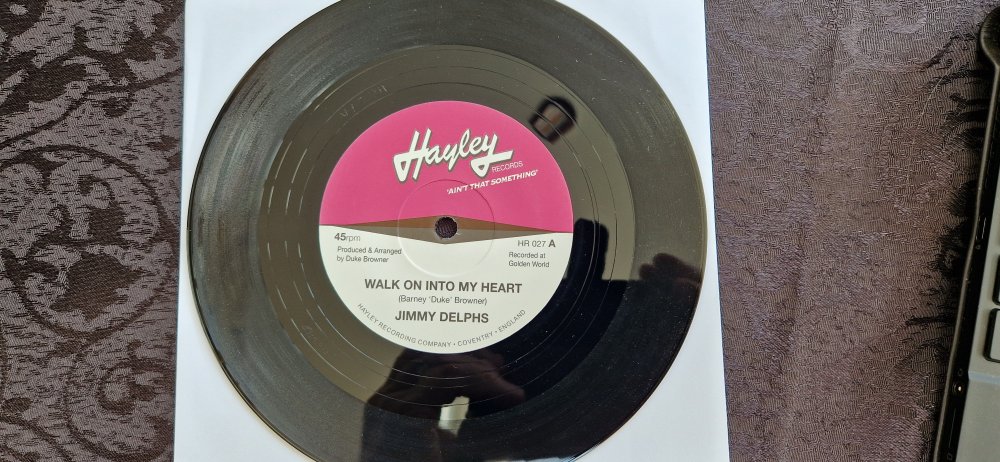 Hayley
RECORDS
'AIN'T THAT SOMETHING'
45rpm
Produced & Arranged
by Duke Browner
HR 027 A
Recorded at
Golden World
WALK ON INTO MY HEART
(Barney 'Duke' Browner)
JIMMY DELPHS
HAYLEY RECORDING COMPANY • COVENTRY • ENGLAND